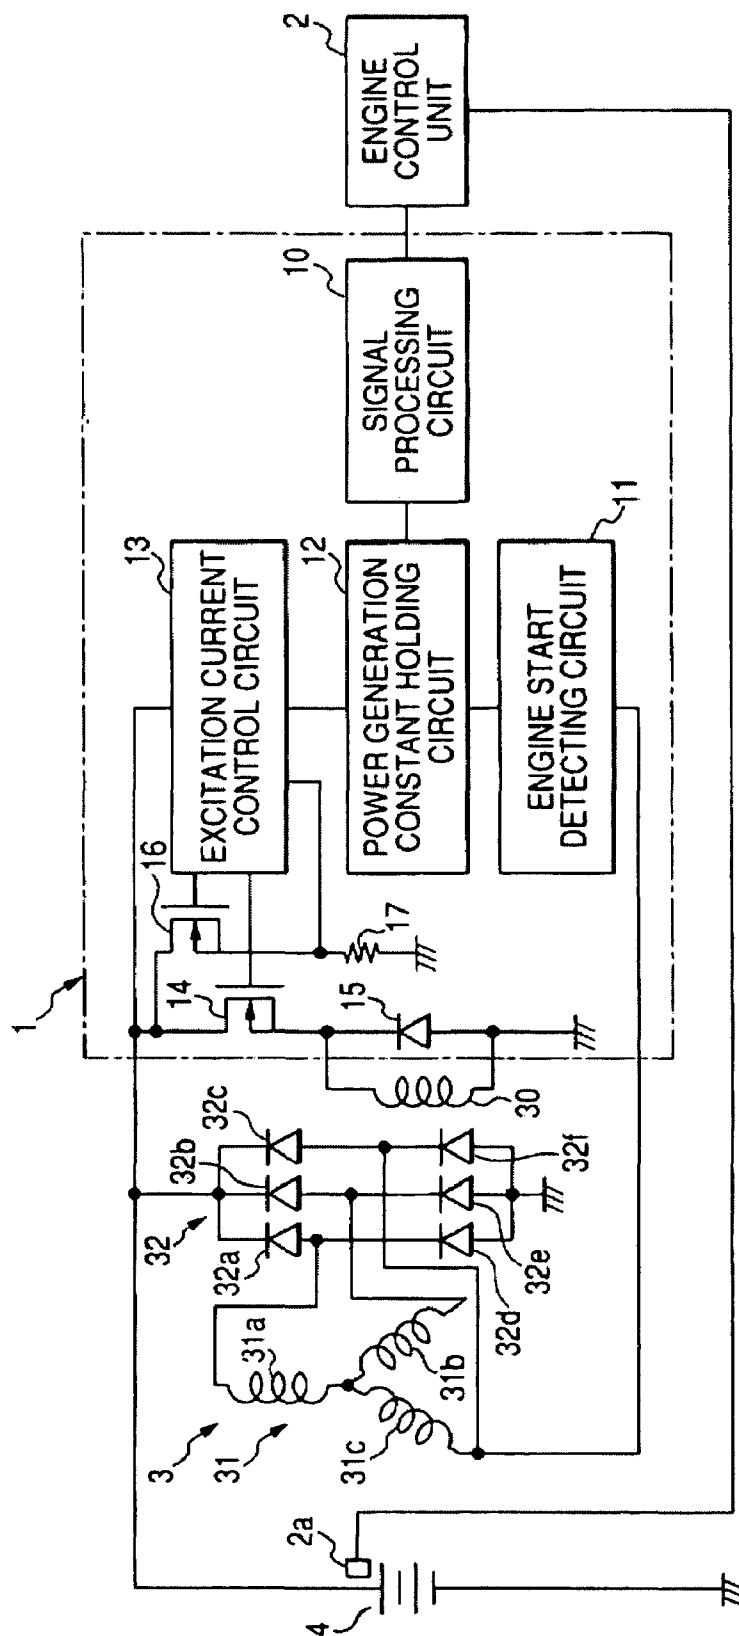 1
2
ENGINE
CONTROL
UNIT
10
SIGNAL
PROCESSING
CIRCUIT
13
EXCITATION CURRENT
CONTROL CIRCUIT
12
POWER GENERATION
CONSTANT HOLDING
CIRCUIT
11
ENGINE START
DETECTING CIRCUIT
16
17
14
15
30
32
32a
32b
32c
32d
32e
32f
3
31
31a
31b
31c
2a
4